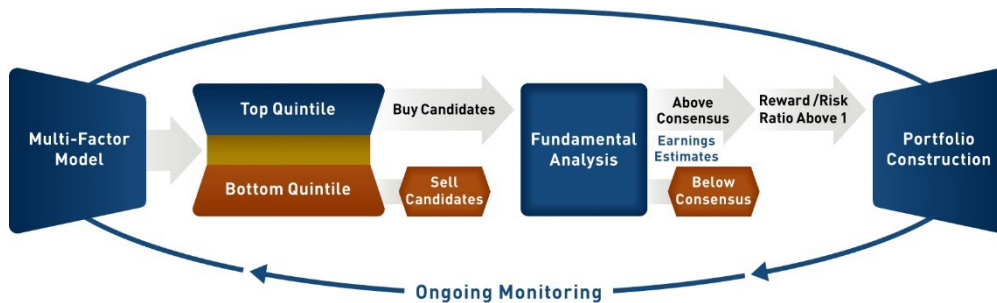 Multi-Factor
Model
Top Quintile
Bottom Quintile
Buy Candidates
Sell
Candidates
Fundamental
Analysis
Above
Consensus
Earnings
Estimates
Below
Consensus
Reward /Risk
Ratio Above 1
Portfolio
Construction
Ongoing Monitoring